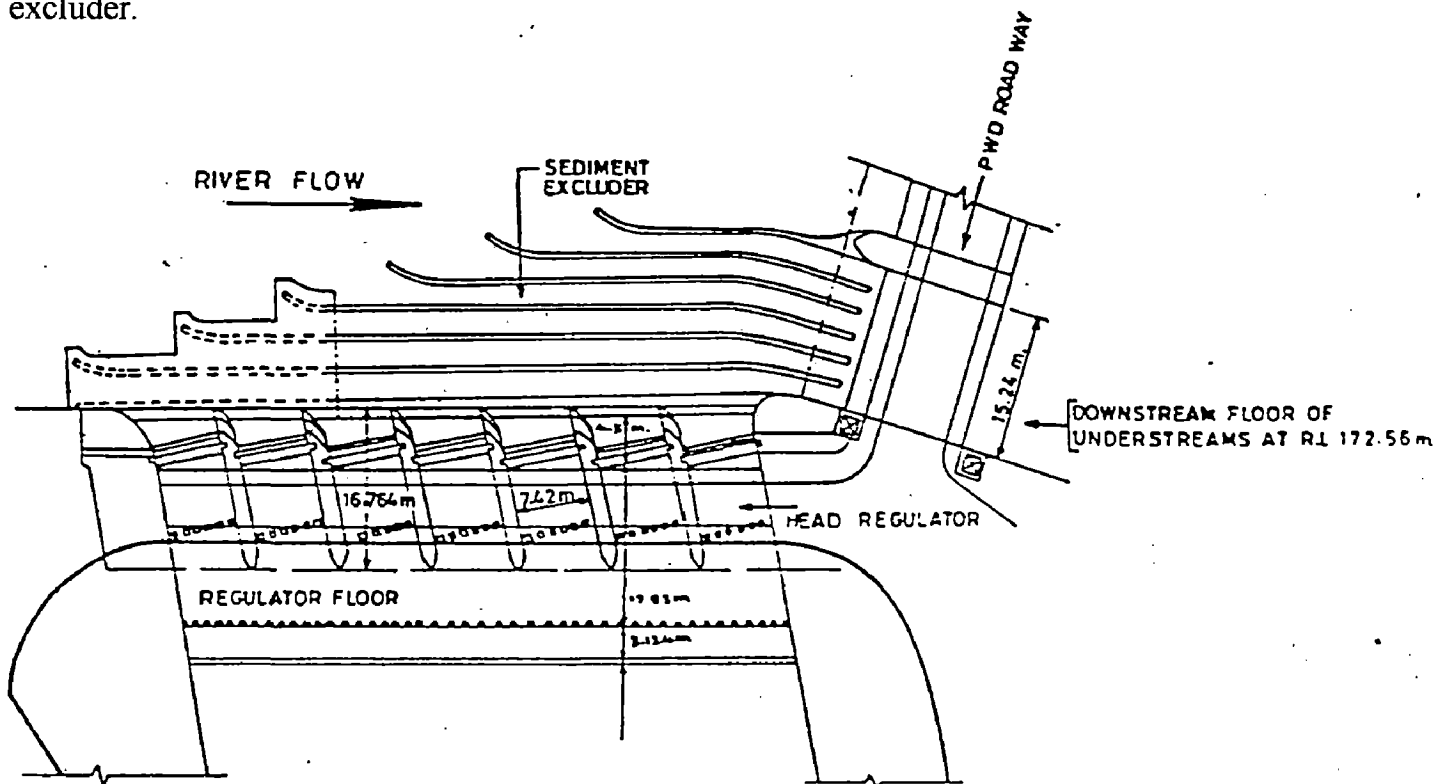 excluder.
PWD ROAD WAY
RIVER FLOW
SEDIMENT
EXCLUDER
15.24 m.
DOWNSTREAM FLOOR OF
UNDERSTREAMS AT R.L 172.56 m
16.764m
7.42m
HEAD REGULATOR
REGULATOR FLOOR